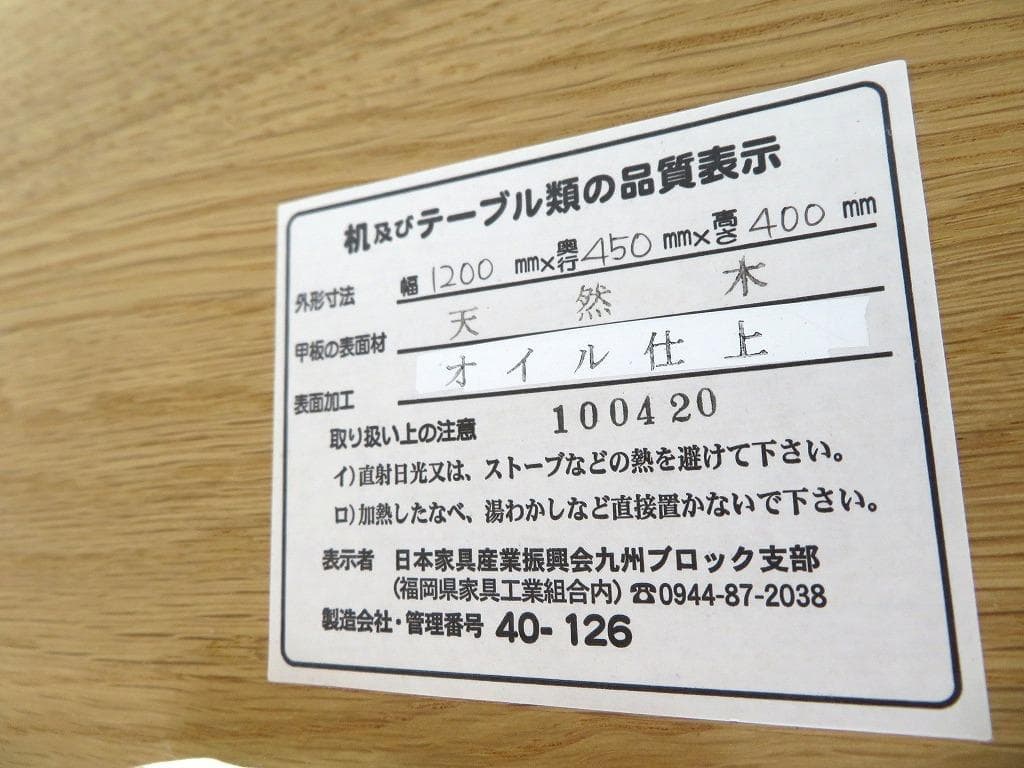 机及びテーブル類の品質表示
外形寸法 幅 1200 mm×奥行 450 mm×高さ 400 mm
甲板の表面材 天然木
表面加工 オイル仕上
取り扱い上の注意 100420
イ)直射日光又は、ストーブなどの熱を避けて下さい。
ロ)加熱したなべ、湯わかしなど直接置かないで下さい。
表示者 日本家具産業振興会九州ブロック支部
(福岡県家具工業組合内) ☎0944-87-2038
製造会社・管理番号 40-126